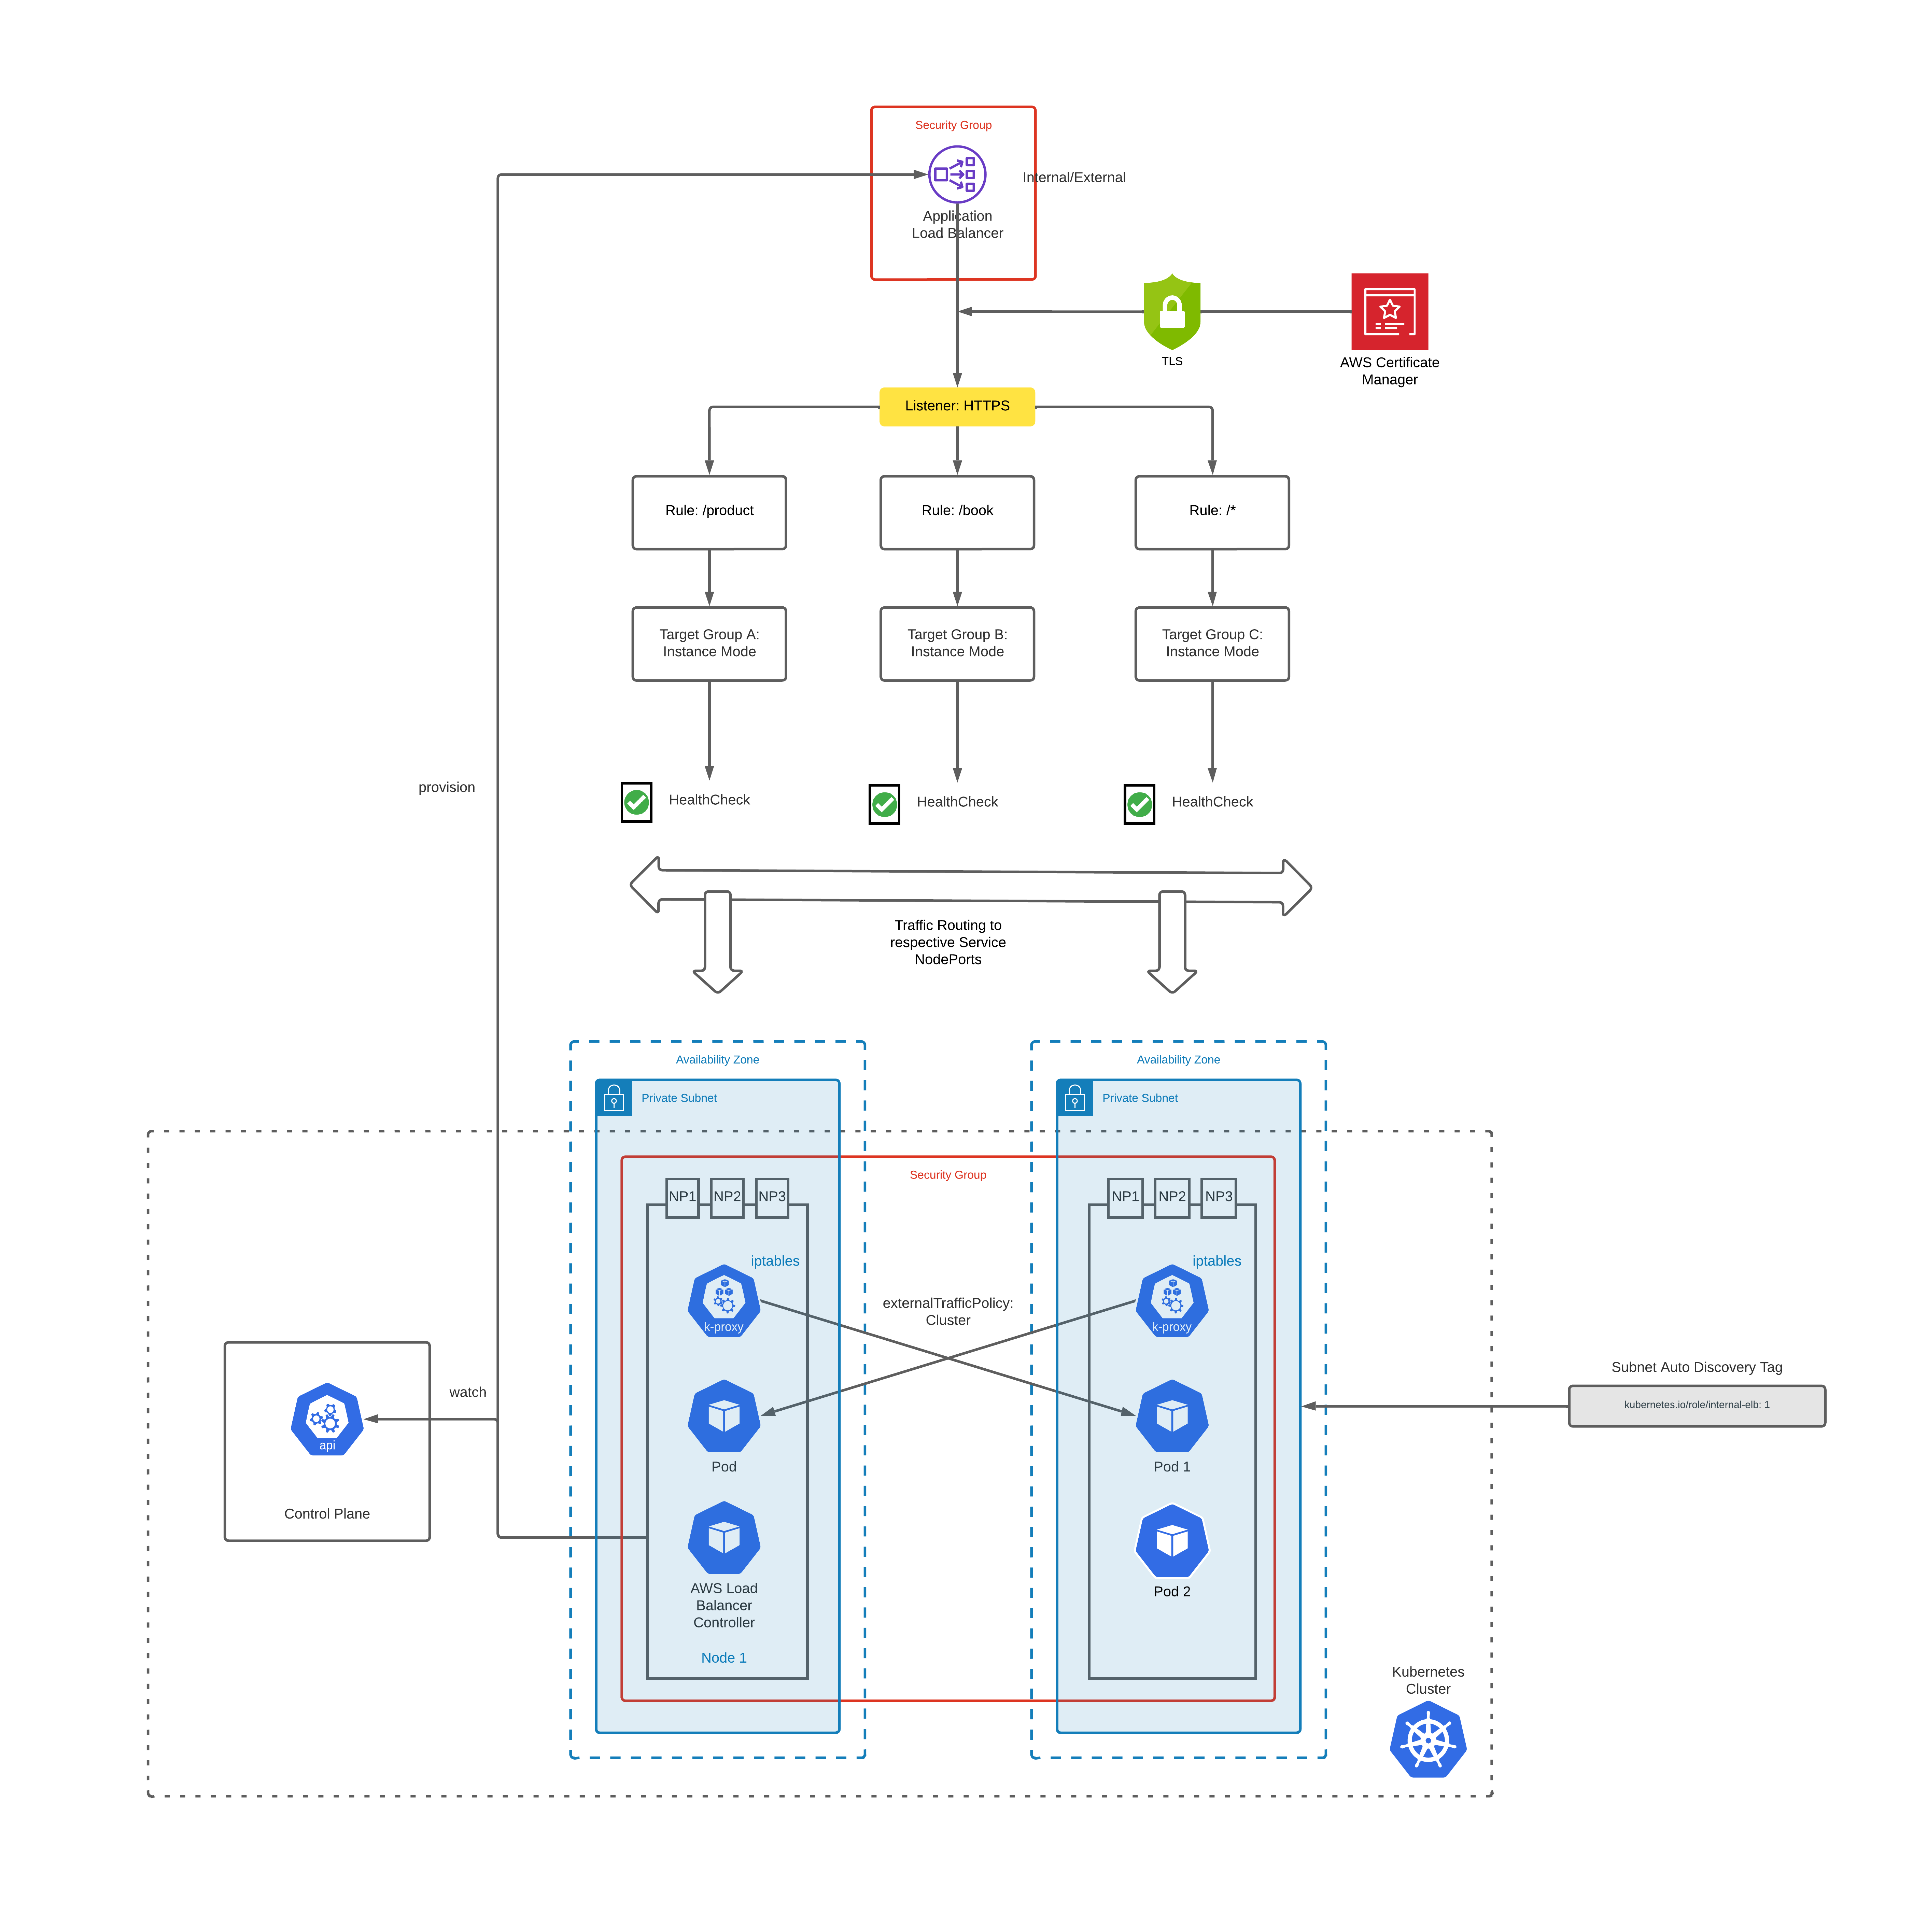 Security Group
Internal/External
Application
Load Balancer
TLS
AWS Certificate
Manager
Listener: HTTPS
Rule: /product
Rule: /book
Rule: /*
Target Group A:
Instance Mode
Target Group B:
Instance Mode
Target Group C:
Instance Mode
provision
HealthCheck
HealthCheck
HealthCheck
Traffic Routing to
respective Service
NodePorts
Availability Zone
Availability Zone
Private Subnet
Private Subnet
Security Group
NP1
NP2
NP3
NP1
NP2
NP3
iptables
iptables
k-proxy
externalTrafficPolicy:
Cluster
k-proxy
watch
api
Control Plane
Pod
Pod 1
Subnet Auto Discovery Tag
kubernetes.io/role/internal-elb: 1
AWS Load
Balancer
Controller
Pod 2
Node 1
Kubernetes
Cluster